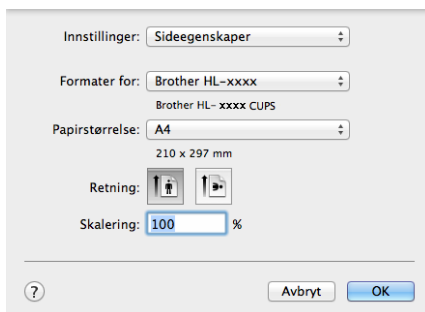 Innstillinger: Sideegenskaper
Formater for: Brother HL-xxxx
Brother HL- xxxx CUPS
Papirstørrelse: A4
210 x 297 mm
Retning:
Skalering: 100 %
? Avbryt OK